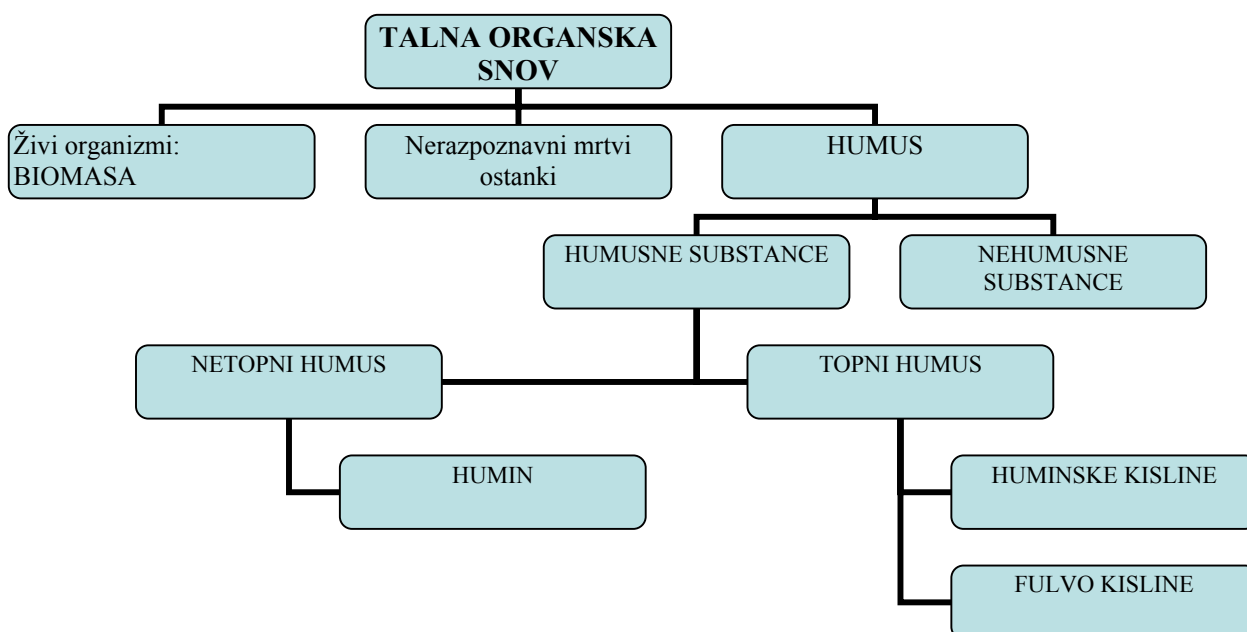 TALNA ORGANSKA
SNOV
Živi organizmi:
BIOMASA
Nerazpoznavni mrtvi
ostanki
HUMUS
HUMUSNE SUBSTANCE
NEHUMUSNE
SUBSTANCE
NETOPNI HUMUS
TOPNI HUMUS
HUMIN
HUMINSKE KISLINE
FULVO KISLINE